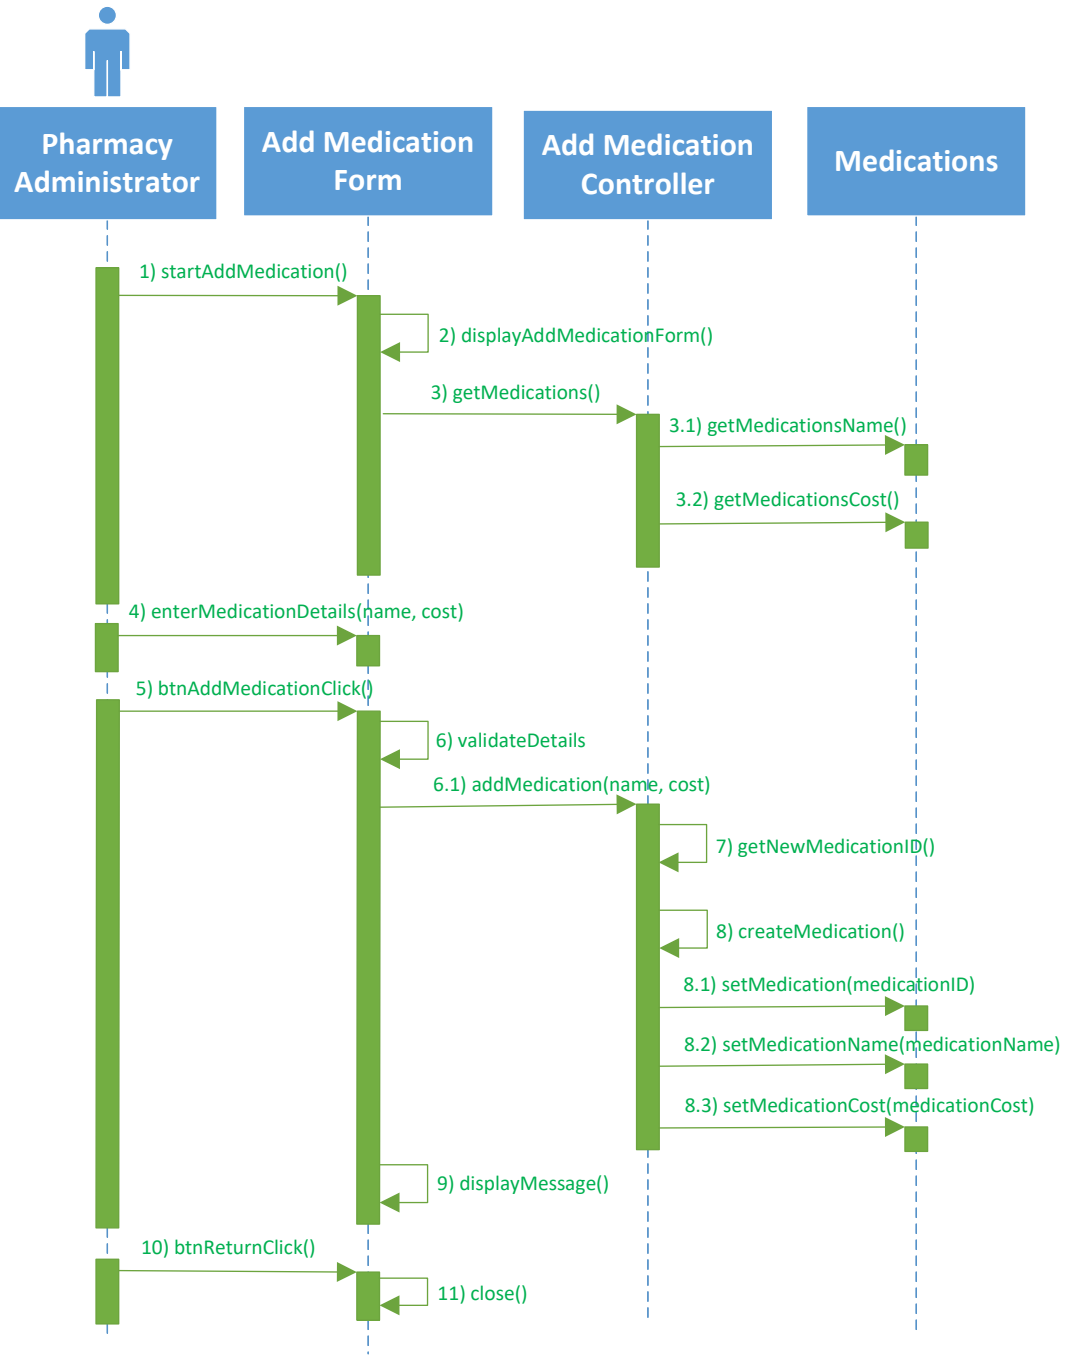 Pharmacy
Administrator
Add Medication
Form
Add Medication
Controller
Medications
1) startAddMedication()
2) displayAddMedicationForm()
3) getMedications()
3.1) getMedicationsName()
3.2) getMedicationsCost()
4) enterMedicationDetails(name, cost)
5) btnAddMedicationClick()
6) validateDetails
6.1) addMedication(name, cost)
7) getNewMedicationID()
8) createMedication()
8.1) setMedication(medicationID)
8.2) setMedicationName(medicationName)
8.3) setMedicationCost(medicationCost)
9) displayMessage()
10) btnReturnClick()
11) close()